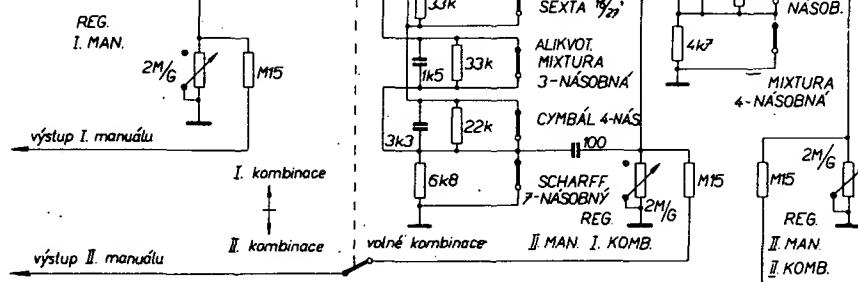 REG.
I. MAN.
2M/G
M15
výstup I. manuálu
I. kombinace
II. kombinace
výstup II. manuálu
33k
SEXTA 16/27'
1k5
33k
ALIKVOT.
MIXTURA
3-NÁSOBNÁ
3k3
22k
CYMBÁL 4-NÁS.
100
6k8
SCHARFF
7-NÁSOBNÝ
2M/G
M15
REG.
II. MAN. I. KOMB.
volné kombinace
NÁSOB.
4k7
MIXTURA
4-NÁSOBNÁ
2M/G
M15
REG.
II. MAN.
II. KOMB.